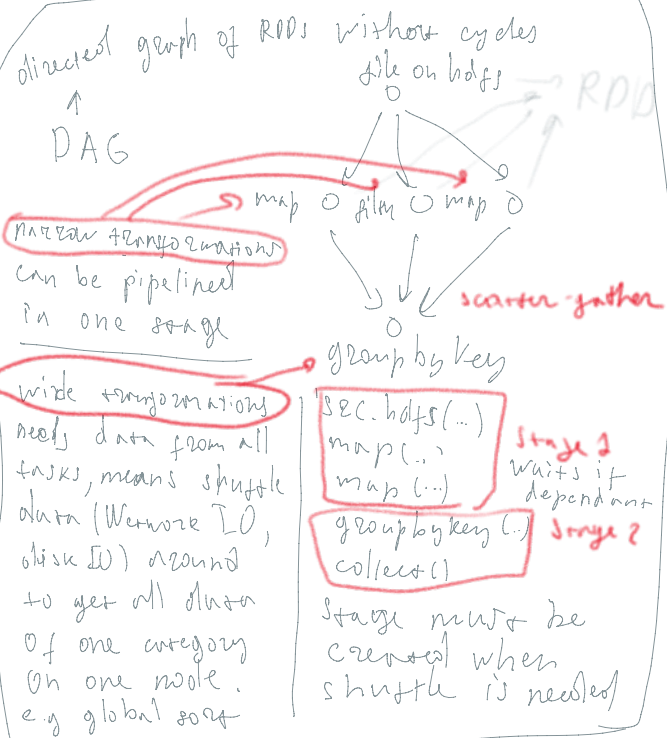 directed graph of RDDs without cycles
file on hdfs
RDD
DAG
map filter map
narrow transformations
can be pipelined
in one stage
scatter-gather
groupbykey
wide transformations
needs data from all
tasks, means shuffle
data (Network IO,
disk IO) around
to get all data
of one category
on one node.
e.g global sort
sec.hdfs(...)
map(..)
map(...)
stage 1
waits if
dependant
groupbykey(..)
collect()
stage 2
stage must be
created when
shuffle is needed